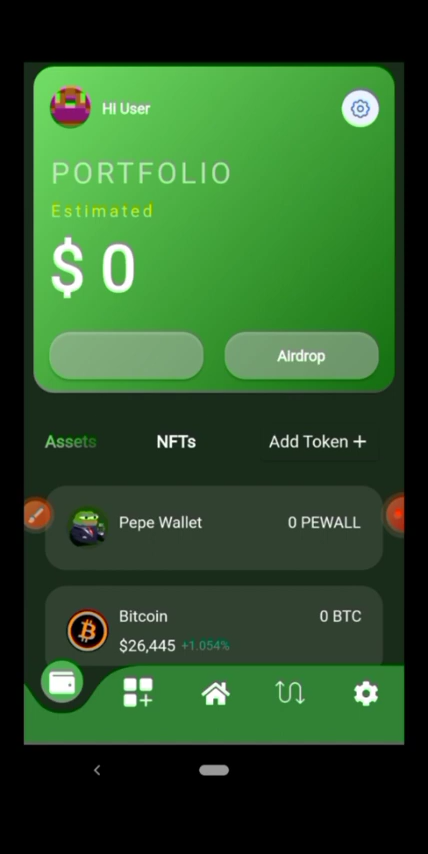 HI User
PORTFOLIO
Estimated
$ 0
Airdrop
Assets NFTs Add Token +
Pepe Wallet 0 PEWALL
Bitcoin 0 BTC
$26,445 +1.054%